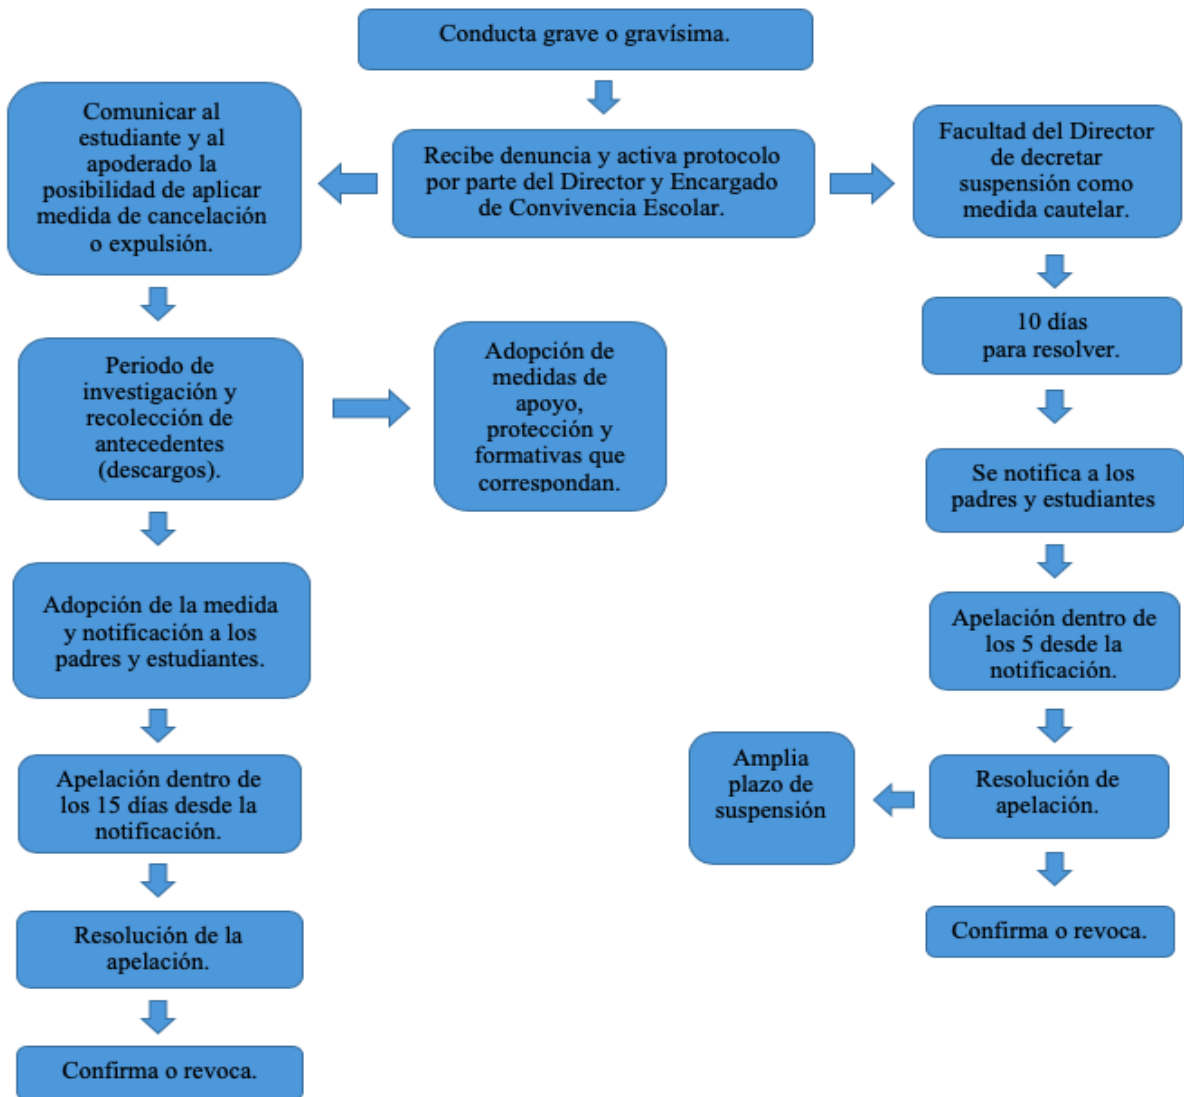 Conducta grave o gravísima.
Recibe denuncia y activa protocolo
por parte del Director y Encargado
de Convivencia Escolar.
Comunicar al
estudiante y al
apoderado la
posibilidad de aplicar
medida de cancelación
o expulsión.
Periodo de
investigación y
recolección de
antecedentes
(descargos).
Adopción de
medidas de
apoyo,
protección y
formativas que
correspondan.
Adopción de la medida
y notificación a los
padres y estudiantes.
Apelación dentro de
los 15 días desde la
notificación.
Resolución de la
apelación.
Confirma o revoca.
Facultad del Director
de decretar
suspensión como
medida cautelar.
10 días
para resolver.
Se notifica a los
padres y estudiantes
Apelación dentro de
los 5 desde la
notificación.
Resolución de
apelación.
Amplia
plazo de
suspensión
Confirma o revoca.